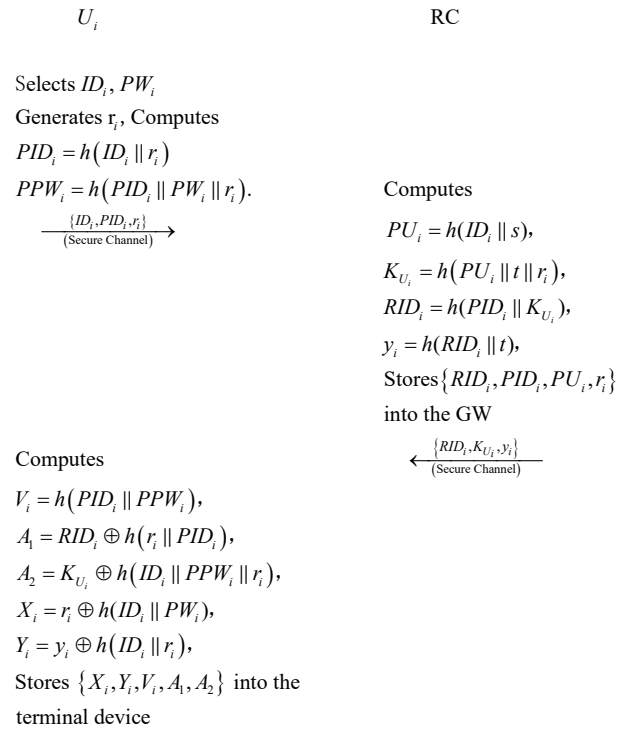 U_i
RC
Selects ID_i, PW_i
Generates r_i, Computes
PID_i = h(ID_i || r_i)
PPW_i = h(PID_i || PW_i || r_i).
{ID_i, PID_i, r_i}
(Secure Channel)
Computes
PU_i = h(ID_i || s),
K_{U_i} = h(PU_i || t || r_i),
RID_i = h(PID_i || K_{U_i}),
y_i = h(RID_i || t),
Stores{RID_i, PID_i, PU_i, r_i}
into the GW
{RID_i, K_{U_i}, y_i}
(Secure Channel)
Computes
V_i = h(PID_i || PPW_i),
A_1 = RID_i ⊕ h(r_i || PID_i),
A_2 = K_{U_i} ⊕ h(ID_i || PPW_i || r_i),
X_i = r_i ⊕ h(ID_i || PW_i),
Y_i = y_i ⊕ h(ID_i || r_i),
Stores {X_i, Y_i, V_i, A_1, A_2} into the
terminal device